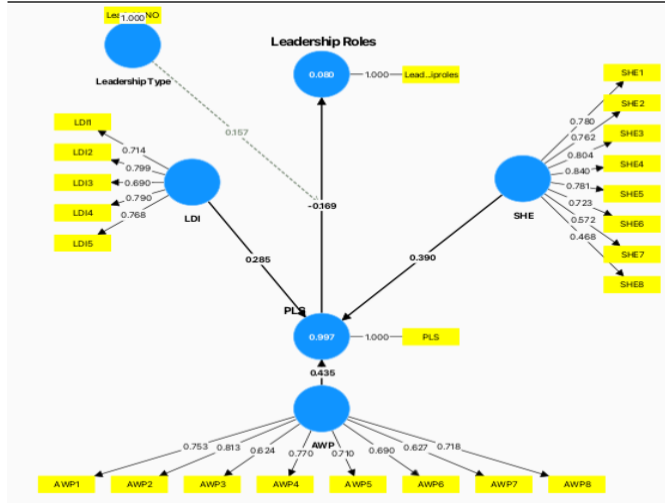 1.000
Leadership Type
Leadership Roles
0.080
1.000
Lead...iproles
0.157
LDI1
LDI2
LDI3
LDI4
LDI5
0.714
0.799
0.690
0.790
0.768
LDI
SHE1
SHE2
SHE3
SHE4
SHE5
SHE6
SHE7
SHE8
0.780
0.762
0.804
0.840
0.781
0.723
0.572
0.468
SHE
-0.169
0.285
0.390
PLS
0.997
1.000
PLS
0.435
AWP
0.753
0.813
0.624
0.770
0.710
0.690
0.627
0.718
AWP1
AWP2
AWP3
AWP4
AWP5
AWP6
AWP7
AWP8